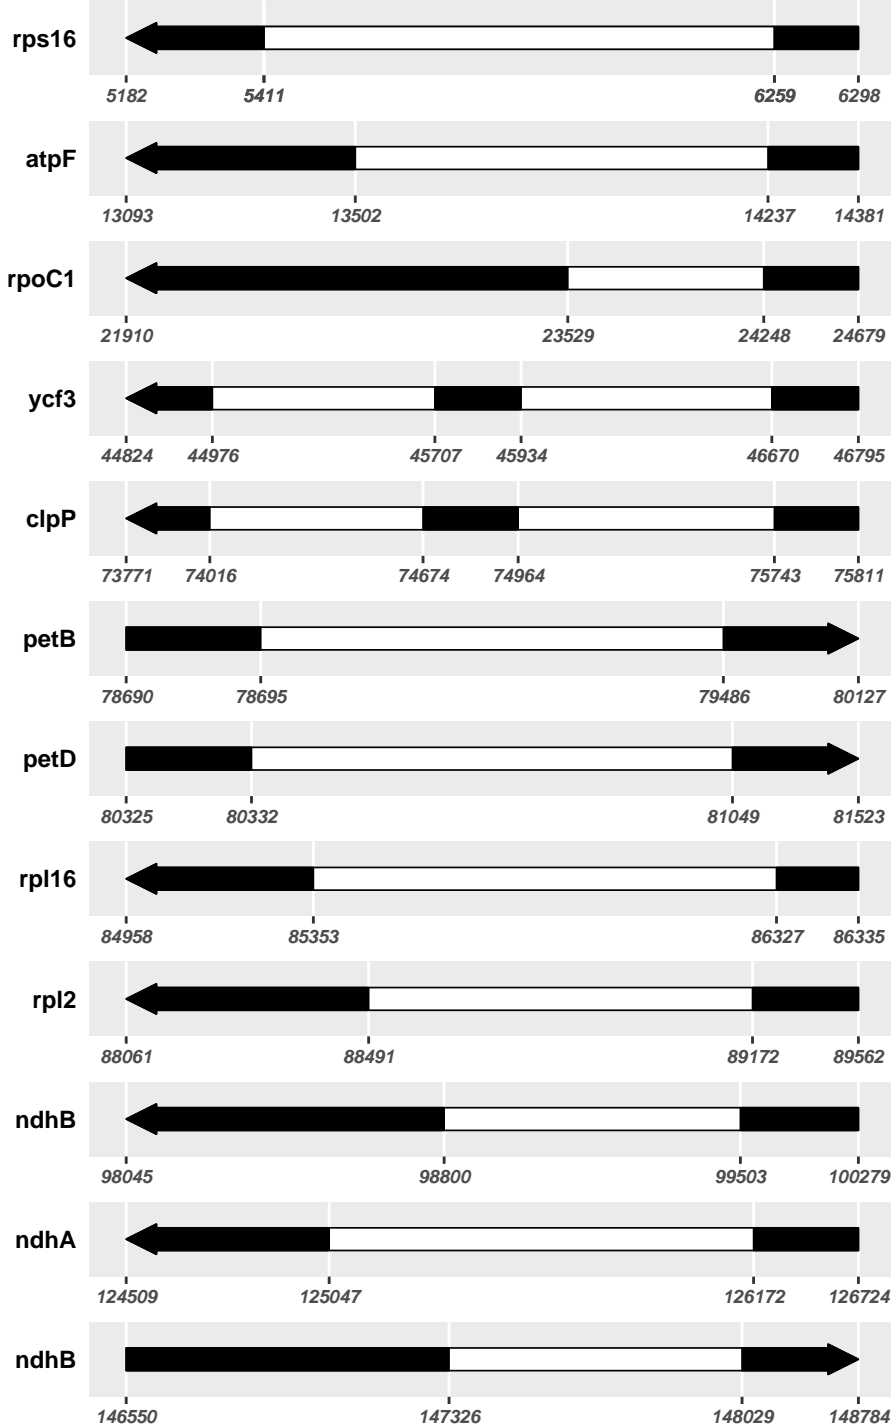 rps16
5182 5411 6259 6298
atpF
13093 13502 14237 14381
rpoC1
21910 23529 24248 24679
ycf3
44824 44976 45707 45934 46670 46795
clpP
73771 74016 74674 74964 75743 75811
petB
78690 78695 79486 80127
petD
80325 80332 81049 81523
rpl16
84958 85353 86327 86335
rpl2
88061 88491 89172 89562
ndhB
98045 98800 99503 100279
ndhA
124509 125047 126172 126724
ndhB
146550 147326 148029 148784